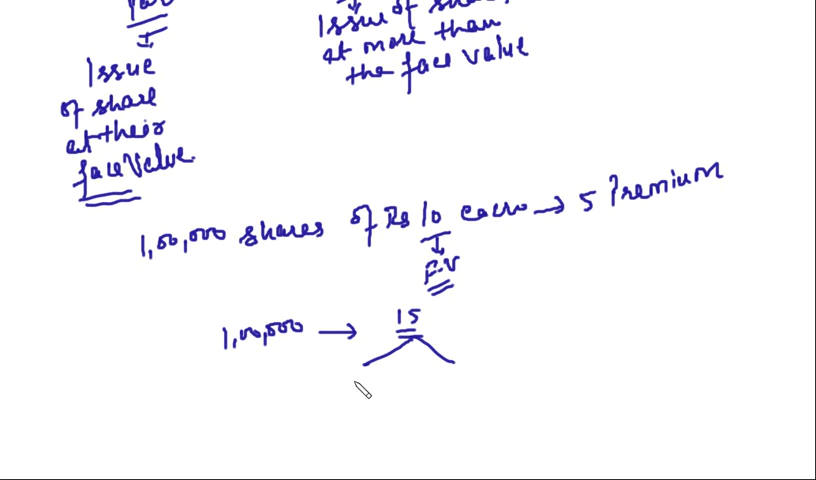 Issue
of share
at their
face Value.
Issue of
at more than
the face value
1,00,000 shares of Rs 10 each → 5 Premium
F.V
1,00,000 → 15